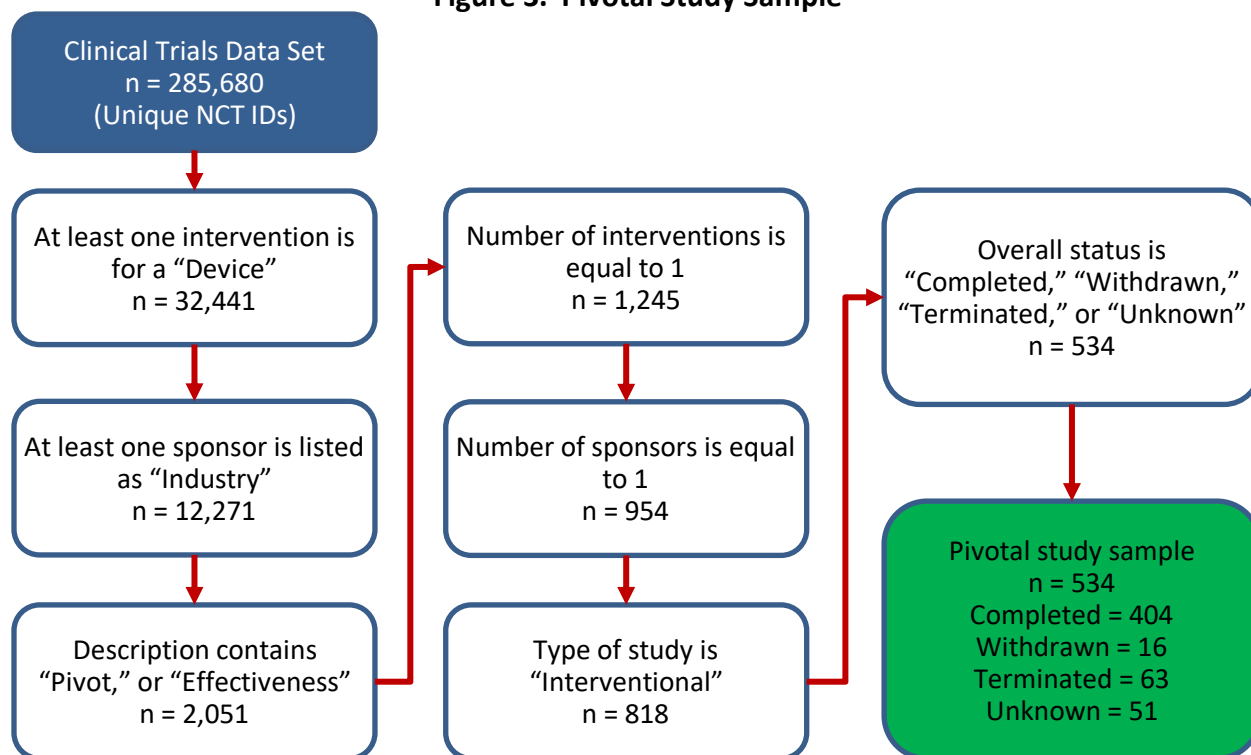 Figure 3: Pivotal Study Sample
Clinical Trials Data Set
n = 285,680
(Unique NCT IDs)
At least one intervention is
for a “Device”
n = 32,441
At least one sponsor is listed
as “Industry”
n = 12,271
Description contains
“Pivot,” or “Effectiveness”
n = 2,051
Number of interventions is
equal to 1
n = 1,245
Number of sponsors is equal
to 1
n = 954
Type of study is
“Interventional”
n = 818
Overall status is
“Completed,” “Withdrawn,”
“Terminated,” or “Unknown”
n = 534
Pivotal study sample
n = 534
Completed = 404
Withdrawn = 16
Terminated = 63
Unknown = 51